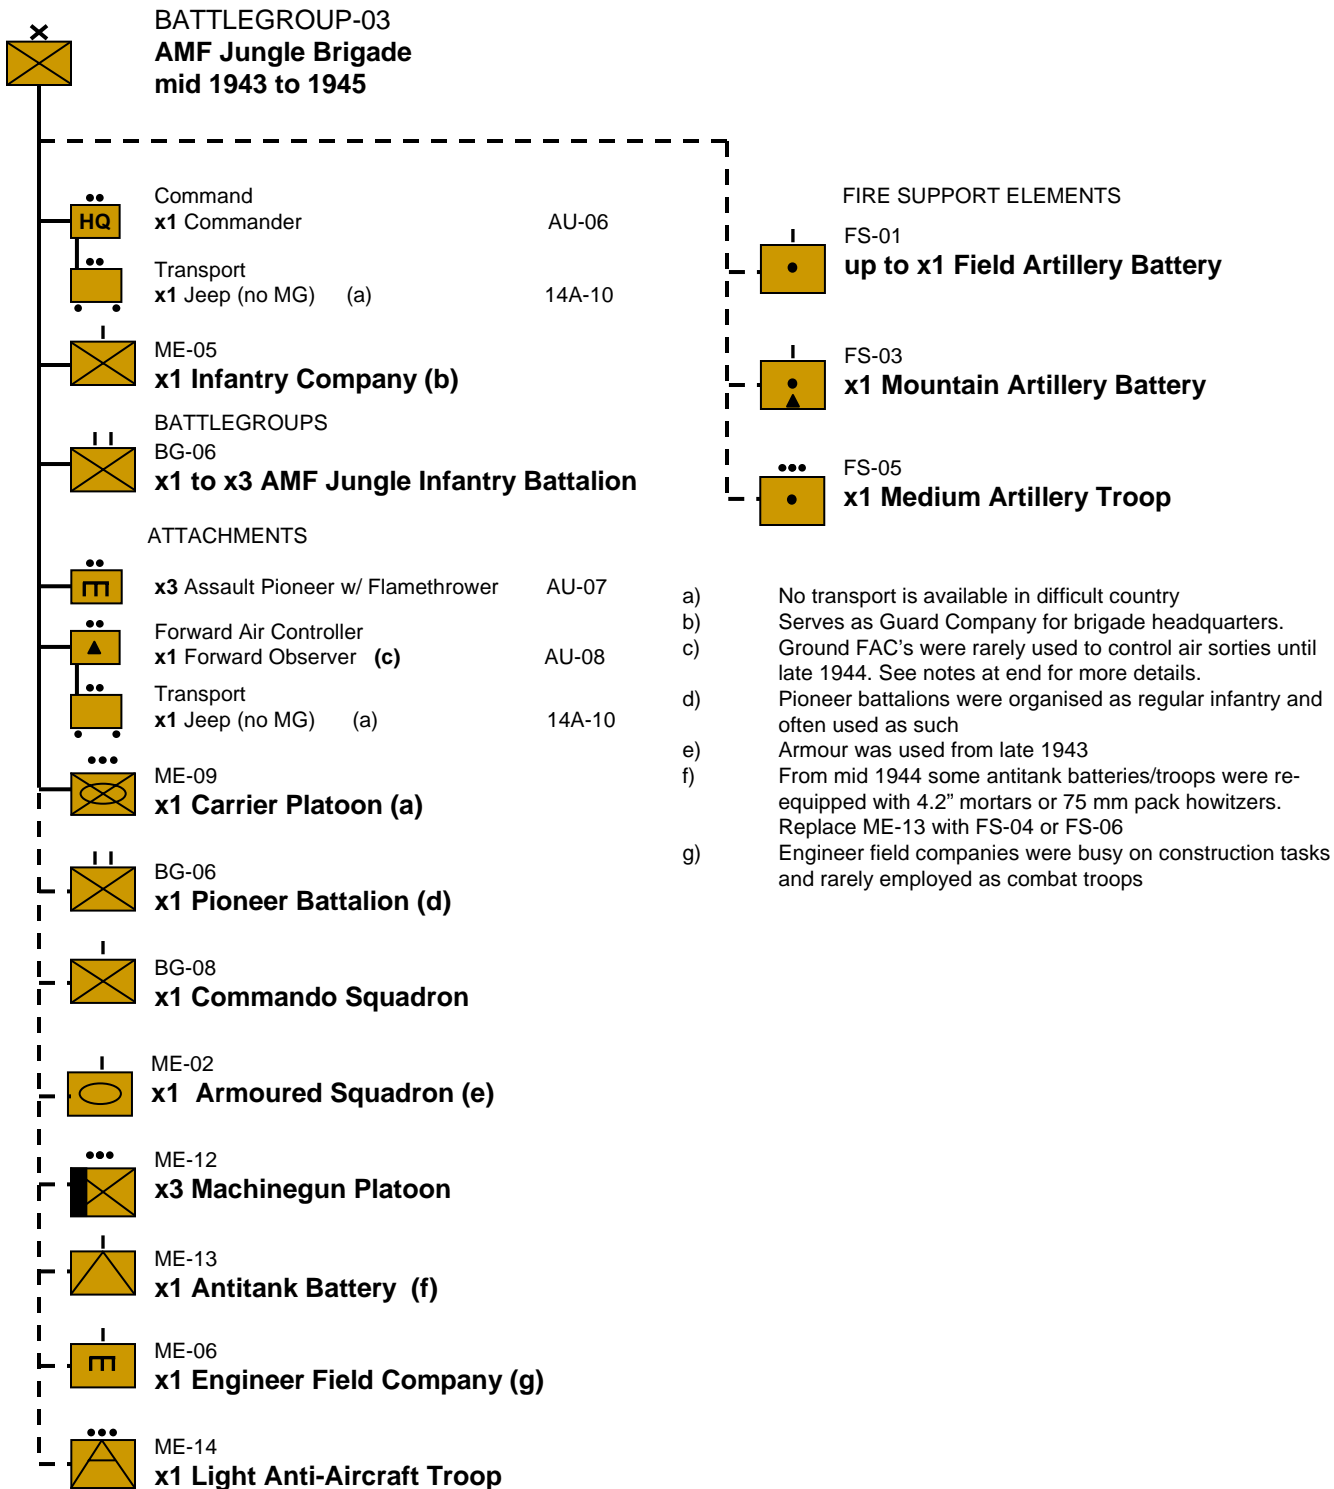 BATTLEGROUP-03
AMF Jungle Brigade
mid 1943 to 1945
Command
HQ
x1 Commander AU-06
Transport
x1 Jeep (no MG) (a) 14A-10
ME-05
x1 Infantry Company (b)
BATTLEGROUPS
BG-06
x1 to x3 AMF Jungle Infantry Battalion
ATTACHMENTS
x3 Assault Pioneer w/ Flamethrower AU-07
Forward Air Controller
x1 Forward Observer (c) AU-08
Transport
x1 Jeep (no MG) (a) 14A-10
ME-09
x1 Carrier Platoon (a)
BG-06
x1 Pioneer Battalion (d)
BG-08
x1 Commando Squadron
ME-02
x1 Armoured Squadron (e)
ME-12
x3 Machinegun Platoon
ME-13
x1 Antitank Battery (f)
ME-06
x1 Engineer Field Company (g)
ME-14
x1 Light Anti-Aircraft Troop
FIRE SUPPORT ELEMENTS
FS-01
up to x1 Field Artillery Battery
FS-03
x1 Mountain Artillery Battery
FS-05
x1 Medium Artillery Troop
a) No transport is available in difficult country
b) Serves as Guard Company for brigade headquarters.
c) Ground FAC's were rarely used to control air sorties until
late 1944. See notes at end for more details.
d) Pioneer battalions were organised as regular infantry and
often used as such
e) Armour was used from late 1943
f) From mid 1944 some antitank batteries/troops were re-
equipped with 4.2” mortars or 75 mm pack howitzers.
Replace ME-13 with FS-04 or FS-06
g) Engineer field companies were busy on construction tasks
and rarely employed as combat troops